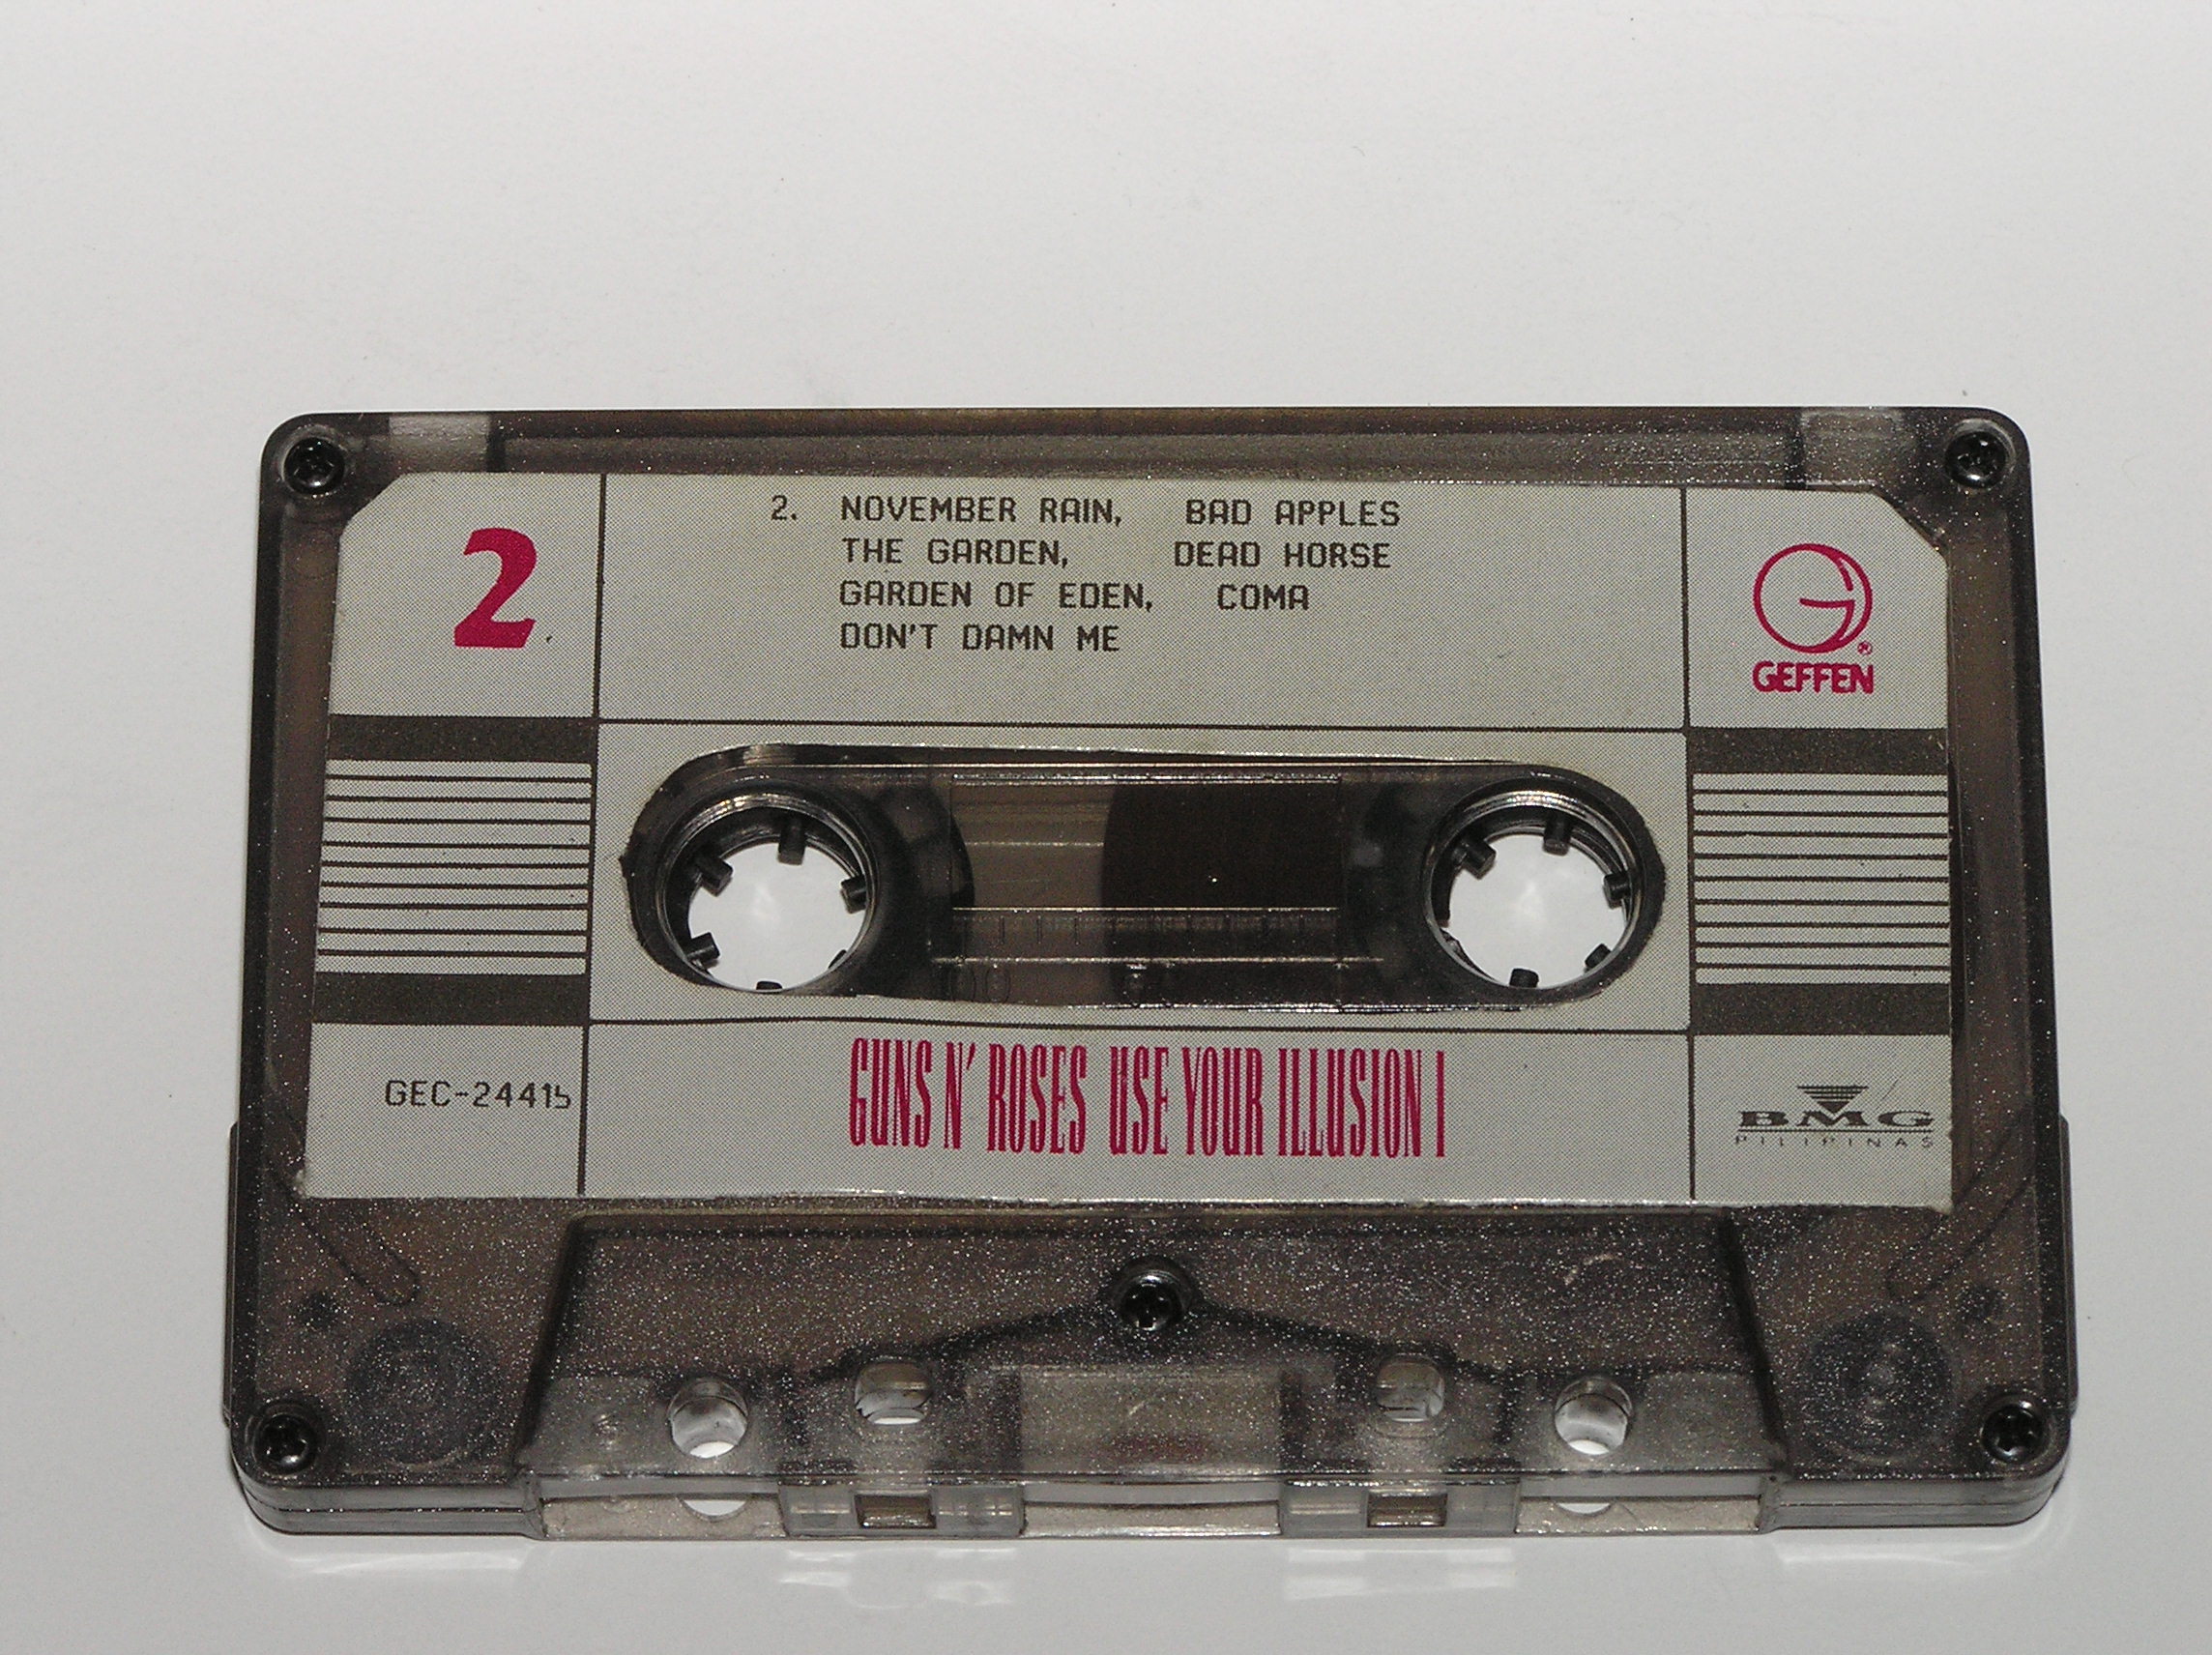 2
2. NOVEMBER RAIN, BAD APPLES
THE GARDEN, DEAD HORSE
GARDEN OF EDEN, COMA
DON'T DAMN ME
G®
GEFFEN
GEC-24415
GUNS N' ROSES USE YOUR ILLUSION I
BMG
PILIPINAS